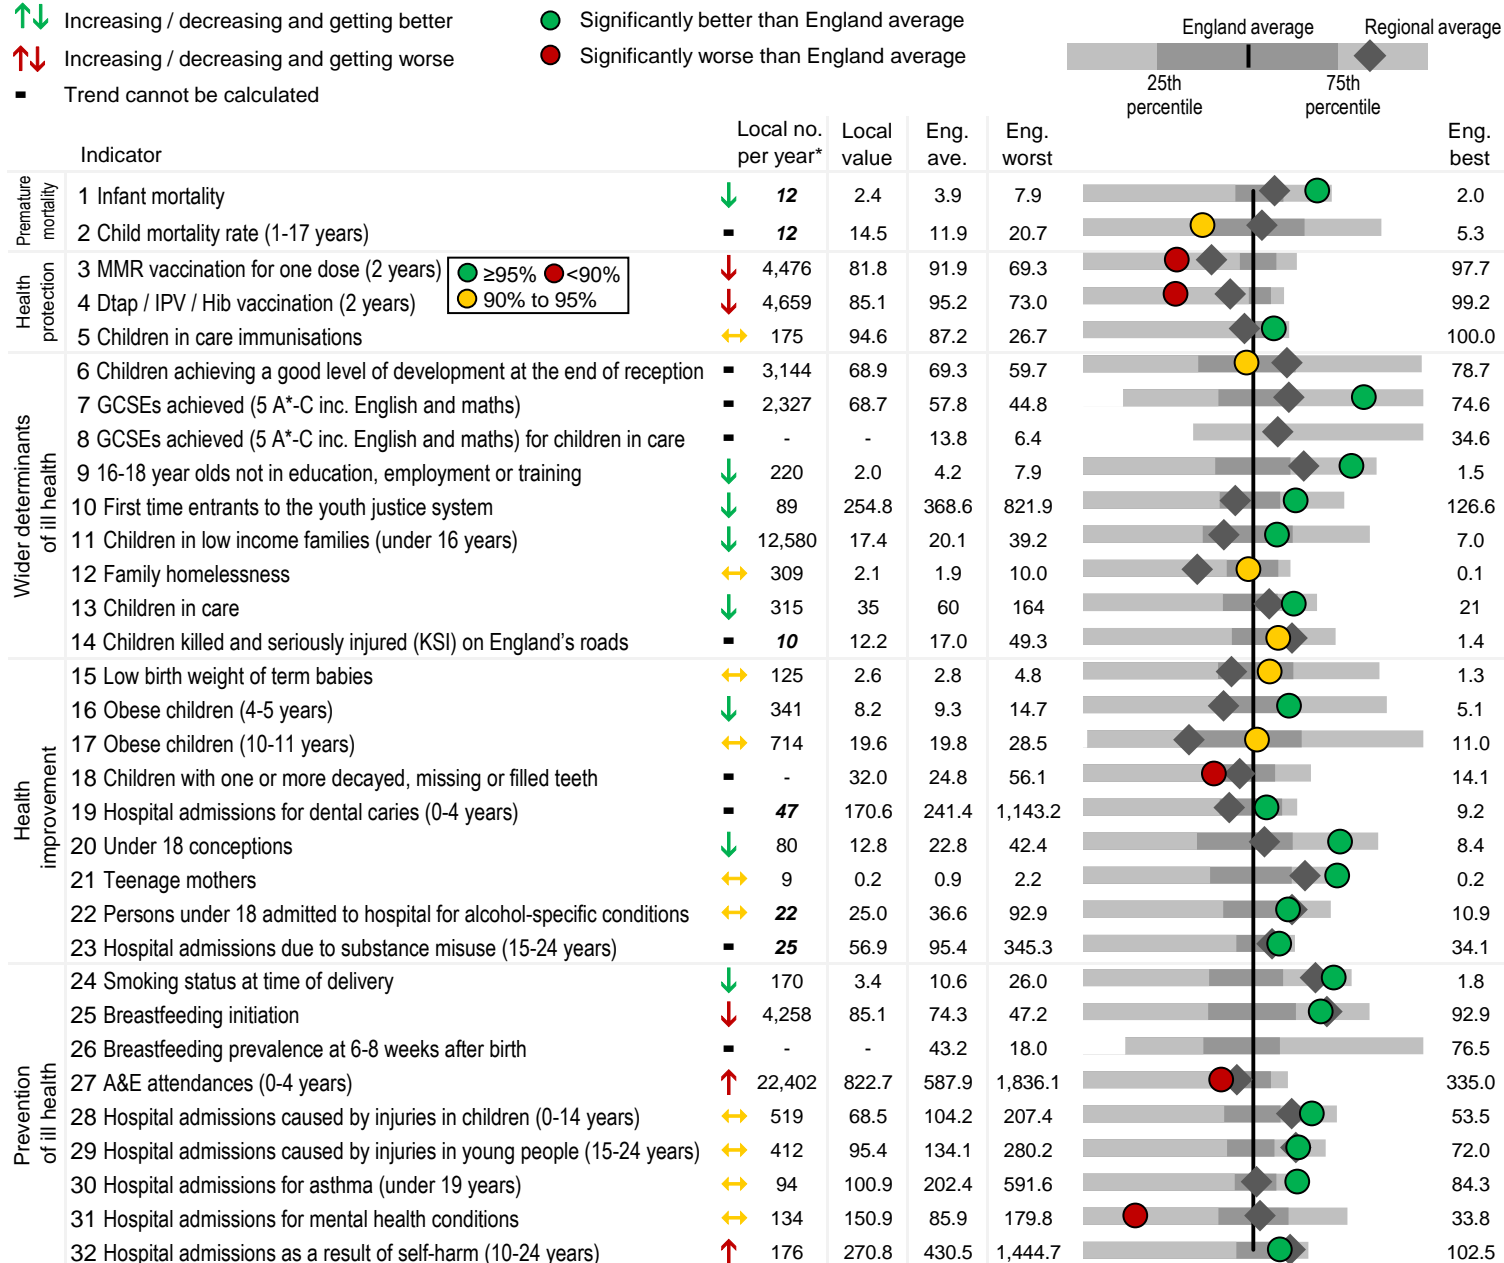 ↑↓ Increasing / decreasing and getting better
Significantly better than England average
↑↓ Increasing / decreasing and getting worse
Significantly worse than England average
- Trend cannot be calculated
England average Regional average
25th percentile 75th percentile
Indicator Local no. per year* Local value Eng. ave. Eng. worst Eng. best
Premature mortality
1 Infant mortality ↓ 12 2.4 3.9 7.9 2.0
2 Child mortality rate (1-17 years) - 12 14.5 11.9 20.7 5.3
Health protection
3 MMR vaccination for one dose (2 years) ↓ 4,476 81.8 91.9 69.3 97.7
≥95% <90%
90% to 95%
4 Dtap / IPV / Hib vaccination (2 years) ↓ 4,659 85.1 95.2 73.0 99.2
5 Children in care immunisations ↔ 175 94.6 87.2 26.7 100.0
Wider determinants of ill health
6 Children achieving a good level of development at the end of reception - 3,144 68.9 69.3 59.7 78.7
7 GCSEs achieved (5 A*-C inc. English and maths) - 2,327 68.7 57.8 44.8 74.6
8 GCSEs achieved (5 A*-C inc. English and maths) for children in care - - - 13.8 6.4 34.6
9 16-18 year olds not in education, employment or training ↓ 220 2.0 4.2 7.9 1.5
10 First time entrants to the youth justice system ↓ 89 254.8 368.6 821.9 126.6
11 Children in low income families (under 16 years) ↓ 12,580 17.4 20.1 39.2 7.0
12 Family homelessness ↔ 309 2.1 1.9 10.0 0.1
13 Children in care ↓ 315 35 60 164 21
14 Children killed and seriously injured (KSI) on England's roads - 10 12.2 17.0 49.3 1.4
Health improvement
15 Low birth weight of term babies ↔ 125 2.6 2.8 4.8 1.3
16 Obese children (4-5 years) ↓ 341 8.2 9.3 14.7 5.1
17 Obese children (10-11 years) ↔ 714 19.6 19.8 28.5 11.0
18 Children with one or more decayed, missing or filled teeth - - 32.0 24.8 56.1 14.1
19 Hospital admissions for dental caries (0-4 years) - 47 170.6 241.4 1,143.2 9.2
20 Under 18 conceptions ↓ 80 12.8 22.8 42.4 8.4
21 Teenage mothers ↔ 9 0.2 0.9 2.2 0.2
22 Persons under 18 admitted to hospital for alcohol-specific conditions ↔ 22 25.0 36.6 92.9 10.9
23 Hospital admissions due to substance misuse (15-24 years) - 25 56.9 95.4 345.3 34.1
Prevention of ill health
24 Smoking status at time of delivery ↓ 170 3.4 10.6 26.0 1.8
25 Breastfeeding initiation ↓ 4,258 85.1 74.3 47.2 92.9
26 Breastfeeding prevalence at 6-8 weeks after birth - - - 43.2 18.0 76.5
27 A&E attendances (0-4 years) ↑ 22,402 822.7 587.9 1,836.1 335.0
28 Hospital admissions caused by injuries in children (0-14 years) ↔ 519 68.5 104.2 207.4 53.5
29 Hospital admissions caused by injuries in young people (15-24 years) ↔ 412 95.4 134.1 280.2 72.0
30 Hospital admissions for asthma (under 19 years) ↔ 94 100.9 202.4 591.6 84.3
31 Hospital admissions for mental health conditions ↔ 134 150.9 85.9 179.8 33.8
32 Hospital admissions as a result of self-harm (10-24 years) ↑ 176 270.8 430.5 1,444.7 102.5